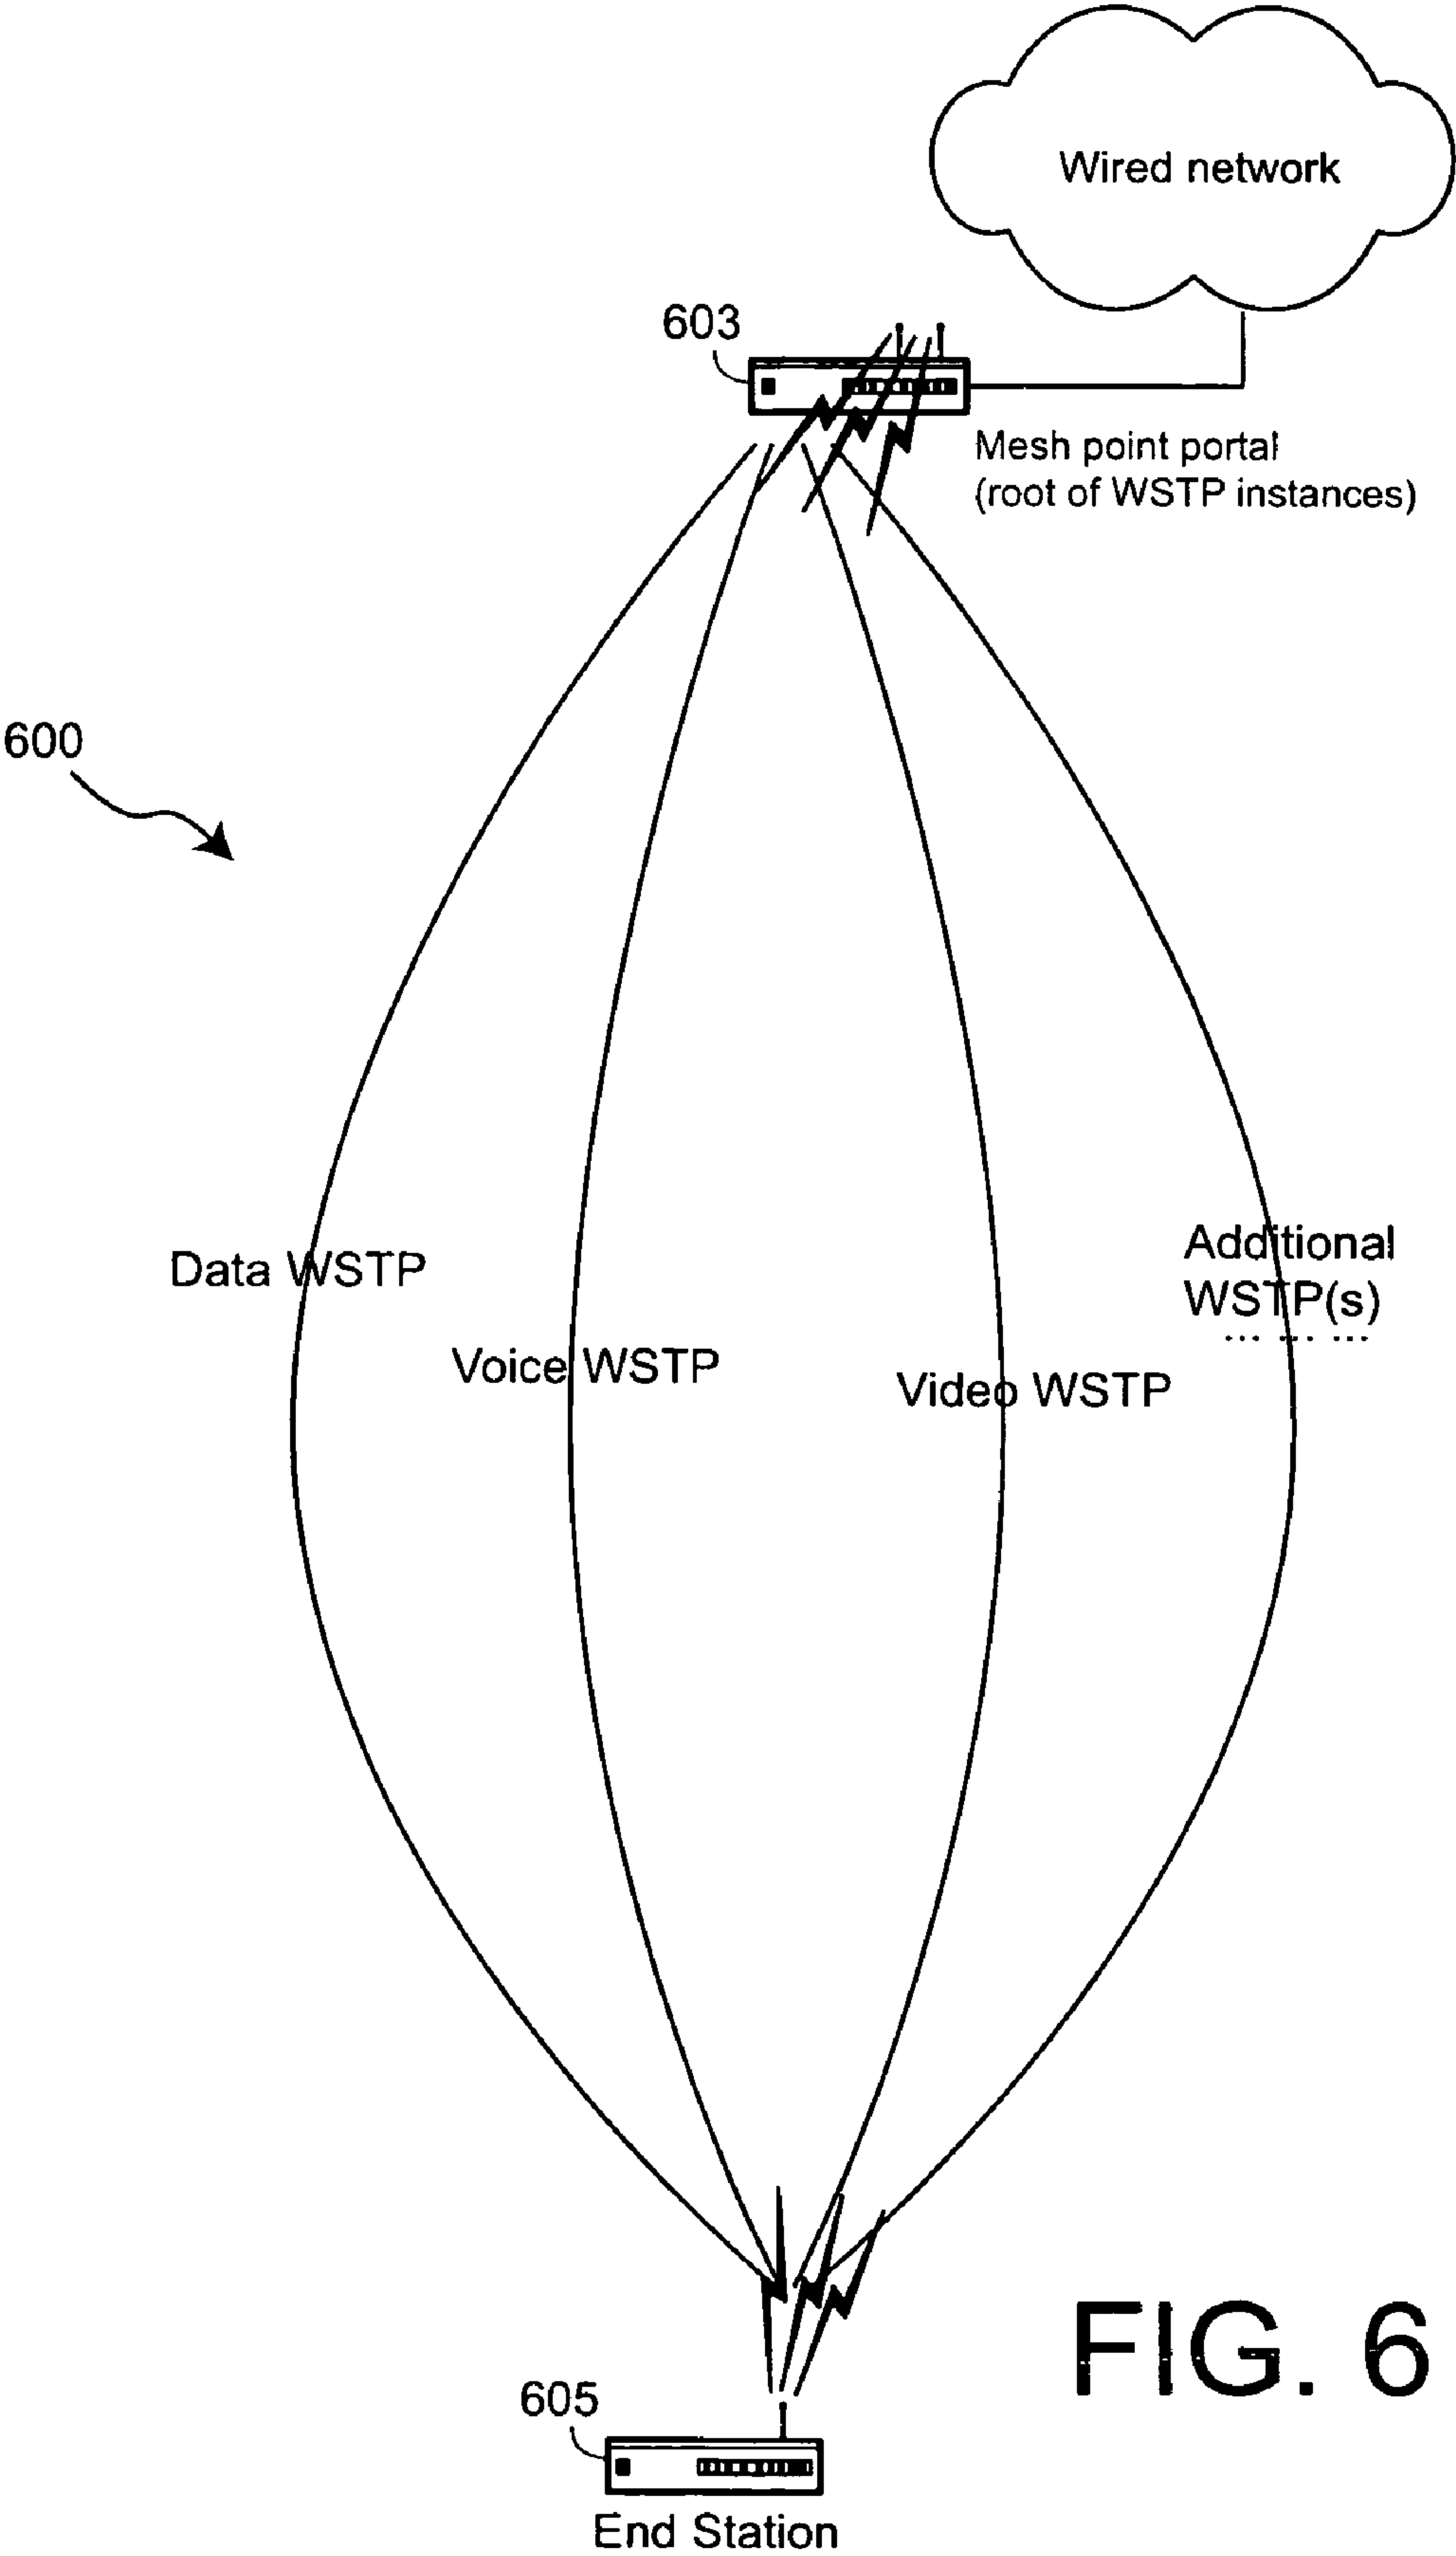 Wired network
603
Mesh point portal
(root of WSTP instances)
600
Additional
WSTP(s)
... ... ...
Data WSTP
Voice WSTP
Video WSTP
FIG. 6
605
End Station